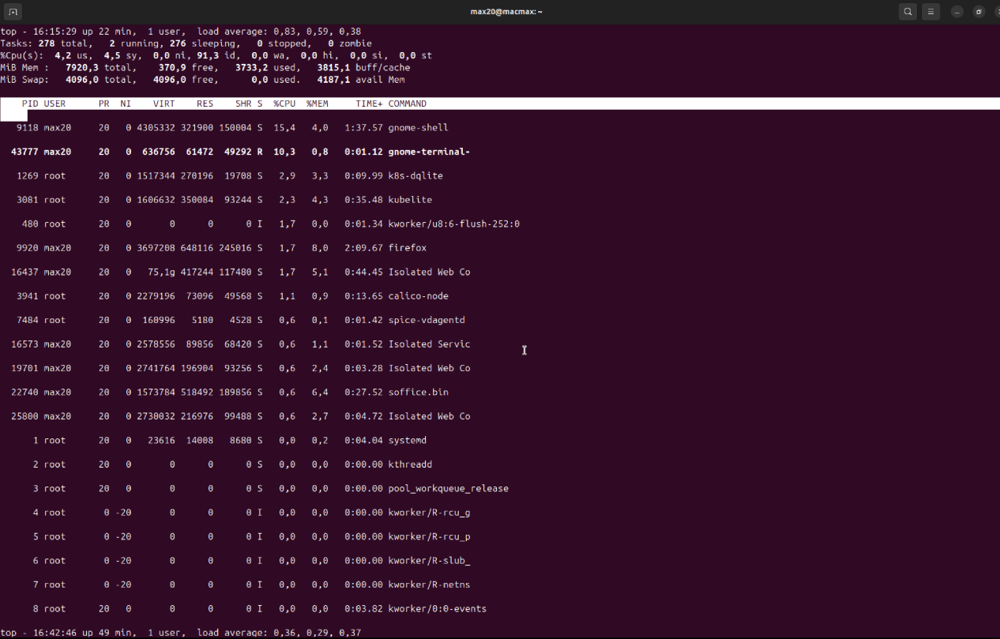 max20@macmax: ~
top - 16:15:29 up 22 min,  1 user,  load average: 0,83, 0,59, 0,38
Tasks: 278 total,   2 running, 276 sleeping,   0 stopped,   0 zombie
%Cpu(s):  4,2 us,  4,5 sy,  0,0 ni, 91,3 id,  0,0 wa,  0,0 hi,  0,0 si,  0,0 st
MiB Mem :   7920,3 total,    370,9 free,   3733,2 used,   3815,1 buff/cache
MiB Swap:   4096,0 total,   4096,0 free,      0,0 used.   4187,1 avail Mem
PID USER      PR  NI    VIRT    RES    SHR S  %CPU  %MEM     TIME+ COMMAND
9118 max20     20   0 4305332 321900 150004 S  15,4   4,0   1:37.57 gnome-shell
43777 max20     20   0  636756  61472  49292 R  10,3   0,8   0:01.12 gnome-terminal-
1269 root      20   0 1517344 270196  19708 S   2,9   3,3   0:09.99 k8s-dqlite
3081 root      20   0 1606632 350084  93244 S   2,3   4,3   0:35.48 kubelite
480 root      20   0       0      0      0 I   1,7   0,0   0:01.34 kworker/u8:6-flush-252:0
9920 max20     20   0 3697208 648116 245016 S   1,7   8,0   2:09.67 firefox
16437 max20     20   0   75,1g 417244 117480 S   1,7   5,1   0:44.45 Isolated Web Co
3941 root      20   0 2279196  73096  49568 S   1,1   0,9   0:13.65 calico-node
7484 root      20   0  160996   5180   4528 S   0,6   0,1   0:01.42 spice-vdagentd
16573 max20     20   0 2578556  89856  68420 S   0,6   1,1   0:01.52 Isolated Servic
19701 max20     20   0 2741764 196904  93256 S   0,6   2,4   0:03.28 Isolated Web Co
22740 max20     20   0 1573784 518492 189856 S   0,6   6,4   0:27.52 soffice.bin
25800 max20     20   0 2730032 216976  99488 S   0,6   2,7   0:04.72 Isolated Web Co
1 root      20   0   23616  14008   8680 S   0,0   0,2   0:04.04 systemd
2 root      20   0       0      0      0 S   0,0   0,0   0:00.00 kthreadd
3 root      20   0       0      0      0 S   0,0   0,0   0:00.00 pool_workqueue_release
4 root       0 -20       0      0      0 I   0,0   0,0   0:00.00 kworker/R-rcu_g
5 root       0 -20       0      0      0 I   0,0   0,0   0:00.00 kworker/R-rcu_p
6 root       0 -20       0      0      0 I   0,0   0,0   0:00.00 kworker/R-slub_
7 root       0 -20       0      0      0 I   0,0   0,0   0:00.00 kworker/R-netns
8 root      20   0       0      0      0 I   0,0   0,0   0:03.82 kworker/0:0-events
top - 16:42:46 up 49 min,  1 user,  load average: 0,36, 0,29, 0,37